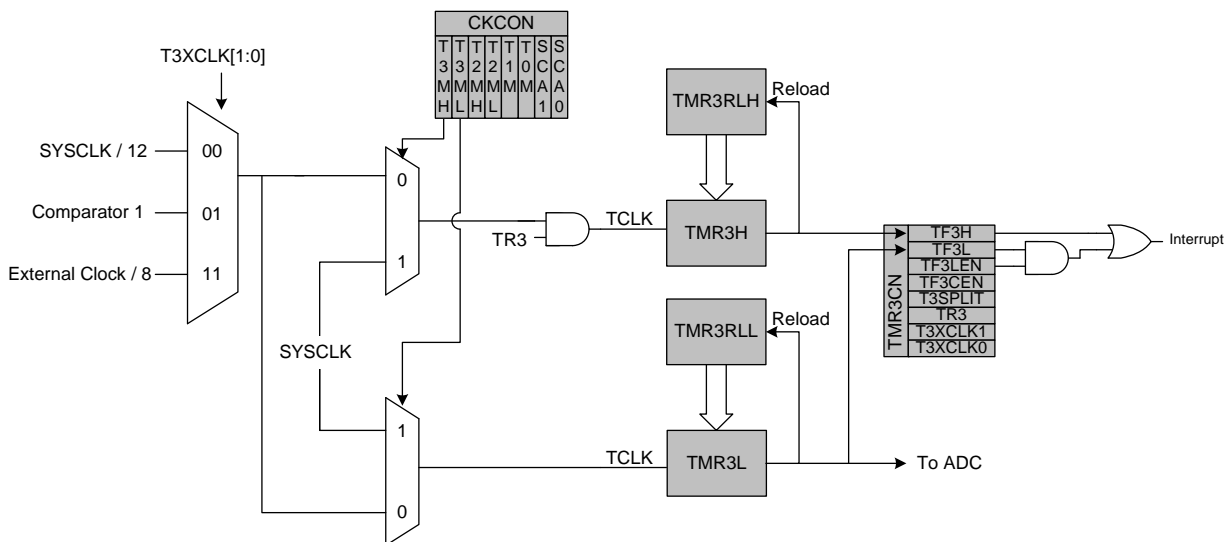 CKCON
T3MH
T3ML
T2MH
T2ML
T1M
T0M
SCA1
SCA0
T3XCLK[1:0]
SYSCLK / 12
00
Comparator 1
01
External Clock / 8
11
0
1
TR3
TCLK
TMR3RLH
Reload
TMR3H
TMR3CN
TF3H
TF3L
TF3LEN
TF3CEN
T3SPLIT
TR3
T3XCLK1
T3XCLK0
Interrupt
SYSCLK
1
0
TCLK
TMR3RLL
Reload
TMR3L
To ADC